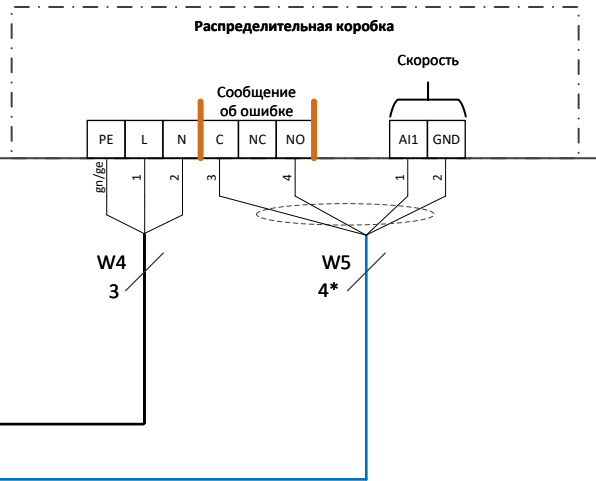 Распределительная коробка
Скорость
Сообщение
об ошибке
PE L N C NC NO AI1 GND
gn/ge 1 2 3 4 1 2
W4 W5
3 4*